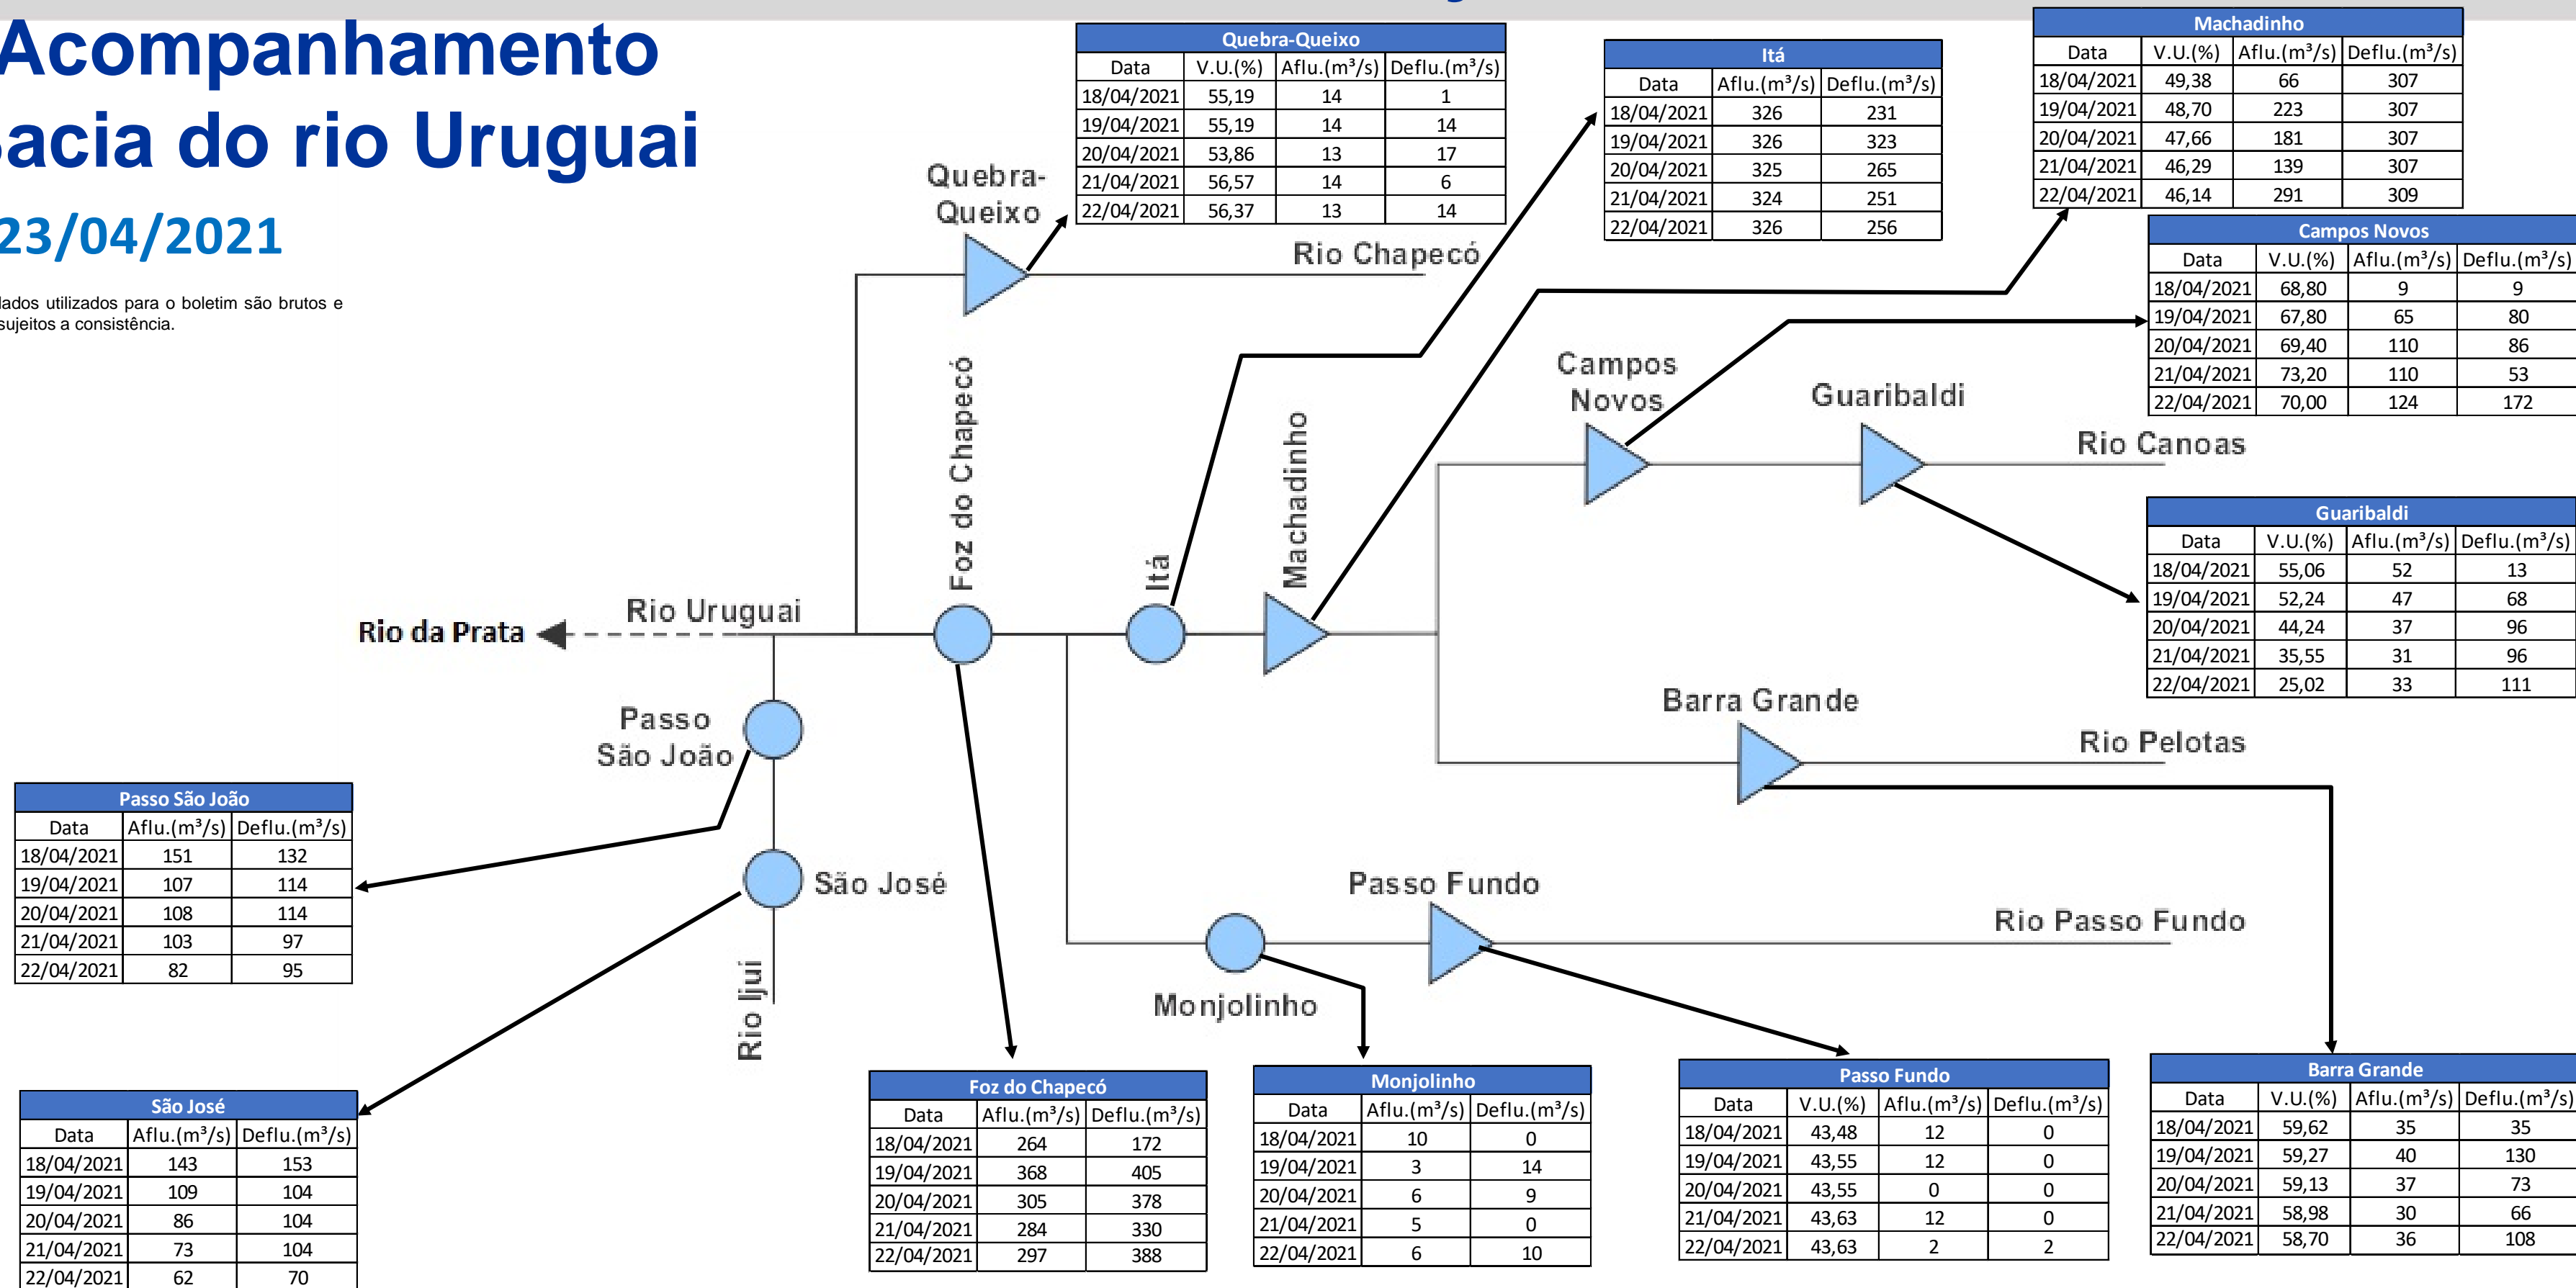 Acompanhamento
acia do rio Uruguai
23/04/2021
dados utilizados para o boletim são brutos e
sujeitos a consistência.
Quebra-Queixo
Data V.U.(%) Aflu.(m³/s) Deflu.(m³/s)
18/04/2021 55,19 14 1
19/04/2021 55,19 14 14
20/04/2021 53,86 13 17
21/04/2021 56,57 14 6
22/04/2021 56,37 13 14
Itá
Data Aflu.(m³/s) Deflu.(m³/s)
18/04/2021 326 231
19/04/2021 326 323
20/04/2021 325 265
21/04/2021 324 251
22/04/2021 326 256
Machadinho
Data V.U.(%) Aflu.(m³/s) Deflu.(m³/s)
18/04/2021 49,38 66 307
19/04/2021 48,70 223 307
20/04/2021 47,66 181 307
21/04/2021 46,29 139 307
22/04/2021 46,14 291 309
Campos Novos
Data V.U.(%) Aflu.(m³/s) Deflu.(m³/s)
18/04/2021 68,80 9 9
19/04/2021 67,80 65 80
20/04/2021 69,40 110 86
21/04/2021 73,20 110 53
22/04/2021 70,00 124 172
Quebra-
Queixo
Rio Chapecó
Foz do Chapecó
Itá
Machadinho
Campos
Novos
Guaribaldi
Rio Canoas
Guaribaldi
Data V.U.(%) Aflu.(m³/s) Deflu.(m³/s)
18/04/2021 55,06 52 13
19/04/2021 52,24 47 68
20/04/2021 44,24 37 96
21/04/2021 35,55 31 96
22/04/2021 25,02 33 111
Rio Uruguai
Rio da Prata
Passo
São João
Barra Grande
Rio Pelotas
São José
Passo Fundo
Rio Passo Fundo
Monjolinho
Rio Ijuí
Passo São João
Data Aflu.(m³/s) Deflu.(m³/s)
18/04/2021 151 132
19/04/2021 107 114
20/04/2021 108 114
21/04/2021 103 97
22/04/2021 82 95
São José
Data Aflu.(m³/s) Deflu.(m³/s)
18/04/2021 143 153
19/04/2021 109 104
20/04/2021 86 104
21/04/2021 73 104
22/04/2021 62 70
Foz do Chapecó
Data Aflu.(m³/s) Deflu.(m³/s)
18/04/2021 264 172
19/04/2021 368 405
20/04/2021 305 378
21/04/2021 284 330
22/04/2021 297 388
Monjolinho
Data Aflu.(m³/s) Deflu.(m³/s)
18/04/2021 10 0
19/04/2021 3 14
20/04/2021 6 9
21/04/2021 5 0
22/04/2021 6 10
Passo Fundo
Data V.U.(%) Aflu.(m³/s) Deflu.(m³/s)
18/04/2021 43,48 12 0
19/04/2021 43,55 12 0
20/04/2021 43,55 0 0
21/04/2021 43,63 12 0
22/04/2021 43,63 2 2
Barra Grande
Data V.U.(%) Aflu.(m³/s) Deflu.(m³/s)
18/04/2021 59,62 35 35
19/04/2021 59,27 40 130
20/04/2021 59,13 37 73
21/04/2021 58,98 30 66
22/04/2021 58,70 36 108